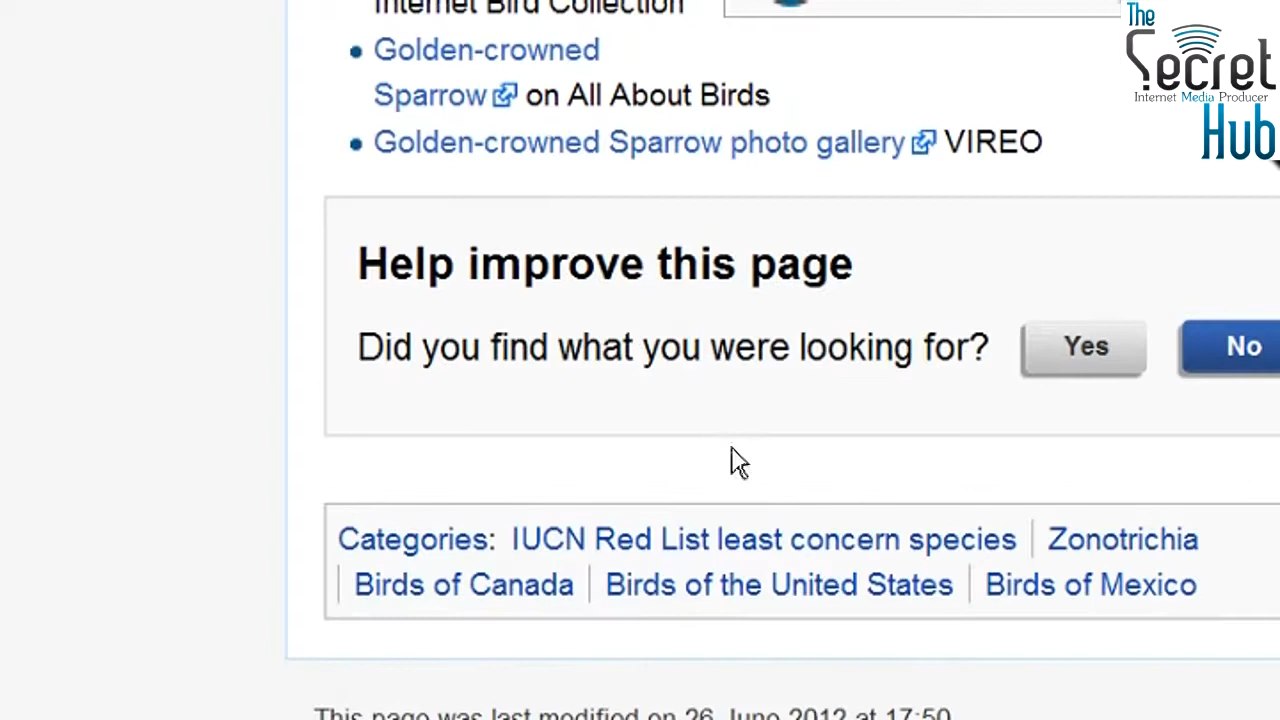 Internet Bird Collection
The
Secret
Internet Media Producer
Hub
Golden-crowned
Sparrow on All About Birds
Golden-crowned Sparrow photo gallery VIREO
Help improve this page
Did you find what you were looking for? Yes No
Categories: IUCN Red List least concern species Zonotrichia
Birds of Canada Birds of the United States Birds of Mexico
This page was last modified on 26 June 2012 at 17:50